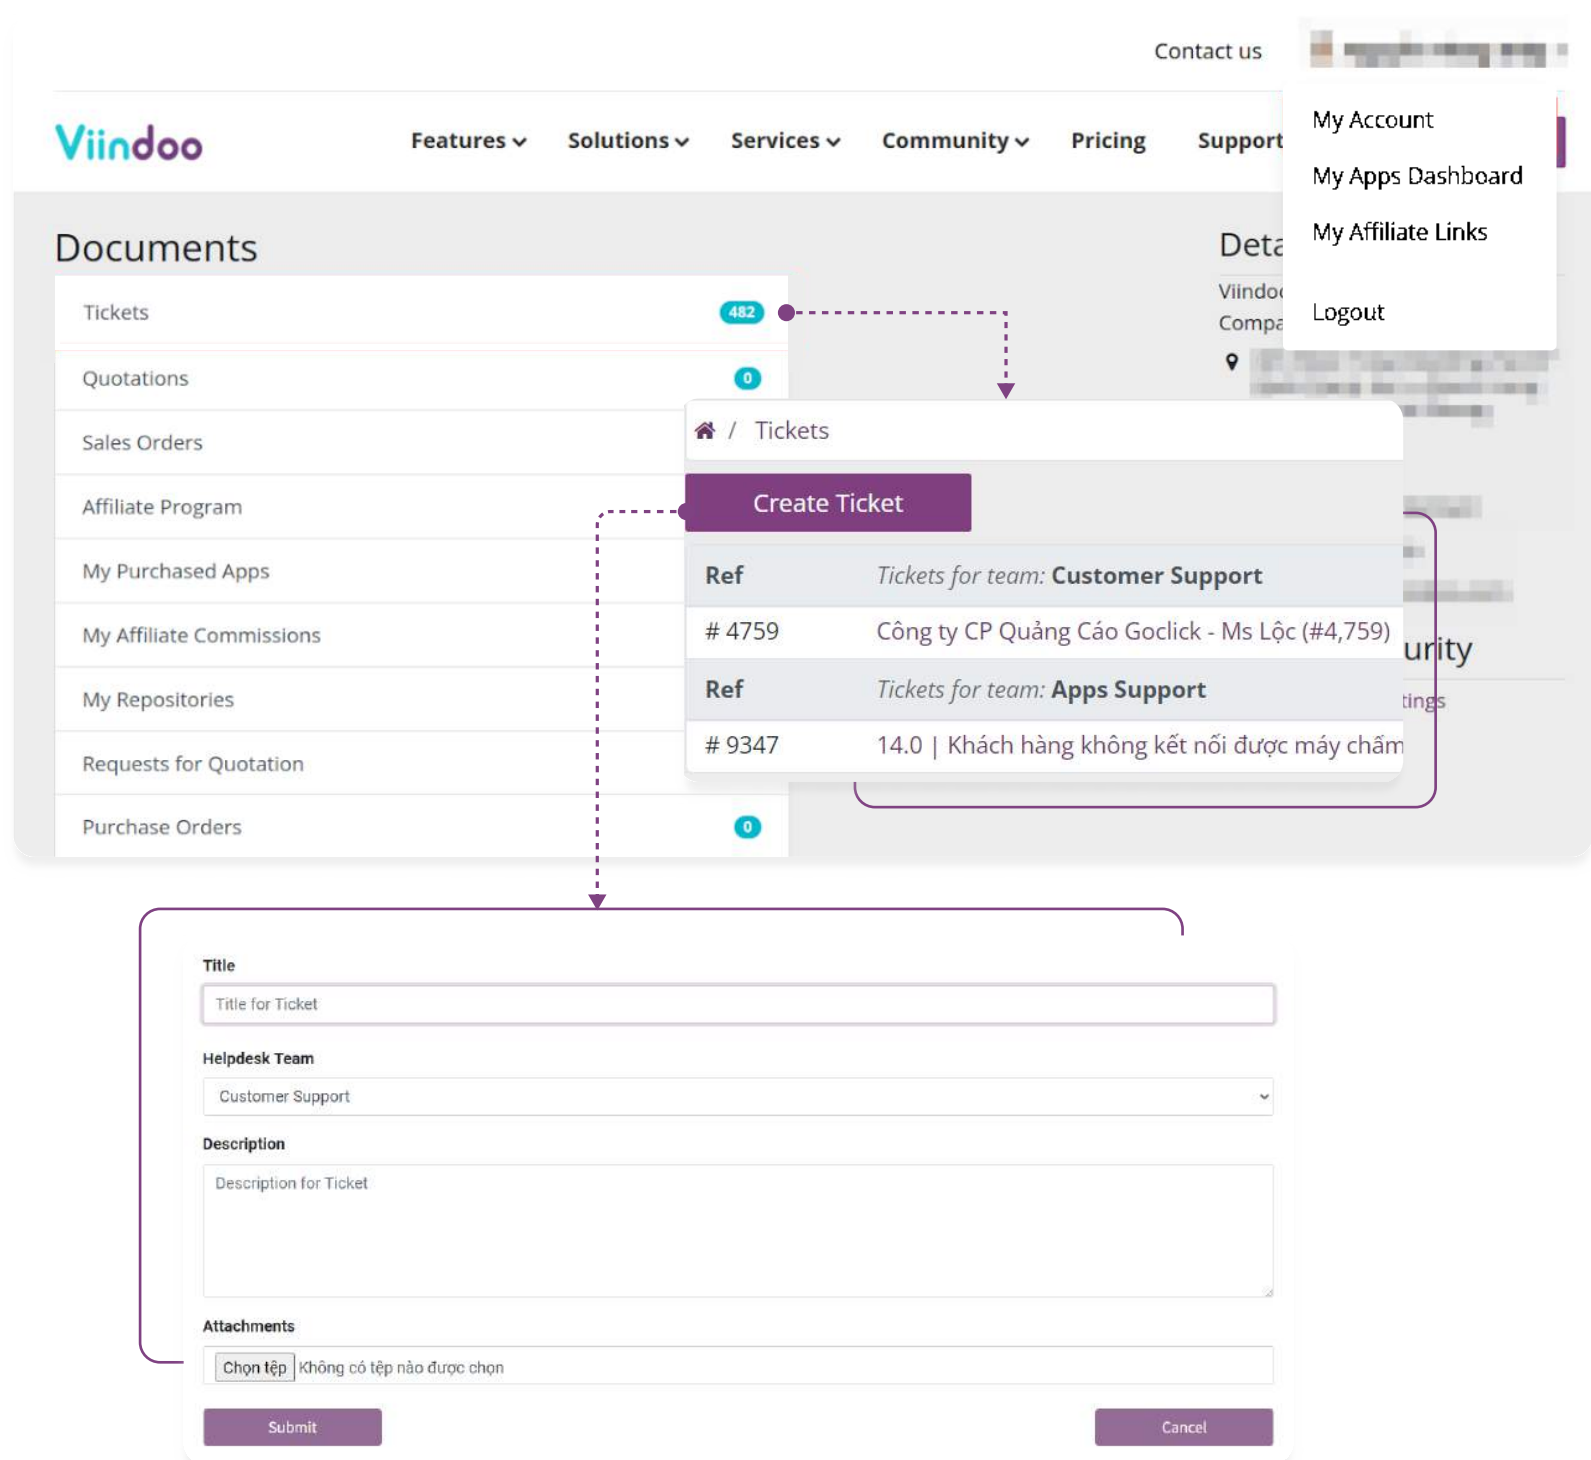 Contact us
My Account
My Apps Dashboard
My Affiliate Links
Logout
Viindoo
Features
Solutions
Services
Community
Pricing
Support
Documents
Tickets 482
Quotations 0
Sales Orders
Affiliate Program
My Purchased Apps
My Affiliate Commissions
My Repositories
Requests for Quotation
Purchase Orders 0
/ Tickets
Create Ticket
Ref Tickets for team: Customer Support
# 4759 Công ty CP Quảng Cáo Goclick - Ms Lộc (#4,759)
Ref Tickets for team: Apps Support
# 9347 14.0 | Khách hàng không kết nối được máy chấm
Title
Title for Ticket
Helpdesk Team
Customer Support
Description
Description for Ticket
Attachments
Chọn tệp Không có tệp nào được chọn
Submit
Cancel